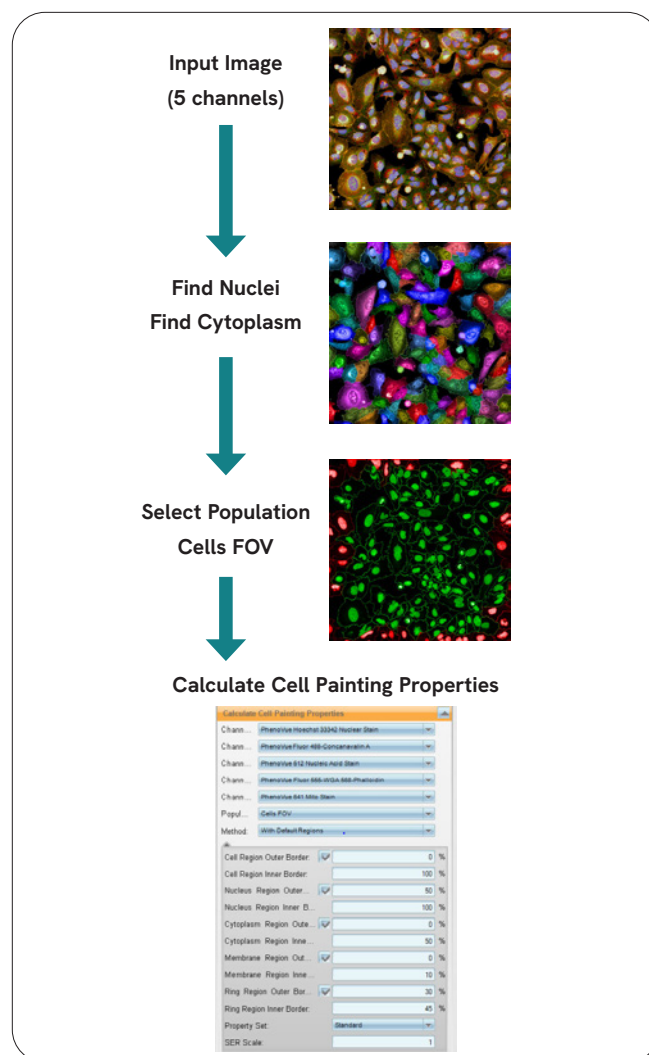 Input Image
(5 channels)
Find Nuclei
Find Cytoplasm
Select Population
Cells FOV
Calculate Cell Painting Properties
Calculate Cell Painting Properties
Chann... PhenoVue Hoechst 33342 Nuclear Stain
Chann... PhenoVue Fluor 488-Concanavalin A
Chann... PhenoVue 512 Nucleic Acid Stain
Chann... PhenoVue Fluor 555-WGA 568-Phalloidin
Chann... PhenoVue 641 Mito Stain
Popul... Cells FOV
Method: With Default Regions
Cell Region Outer Border: 0 %
Cell Region Inner Border: 100 %
Nucleus Region Outer... 50 %
Nucleus Region Inner B... 100 %
Cytoplasm Region Oute... 0 %
Cytoplasm Region Inne... 50 %
Membrane Region Out... 0 %
Membrane Region Inne... 10 %
Ring Region Outer Bor... 30 %
Ring Region Inner Border: 45 %
Property Set: Standard
SER Scale: 1